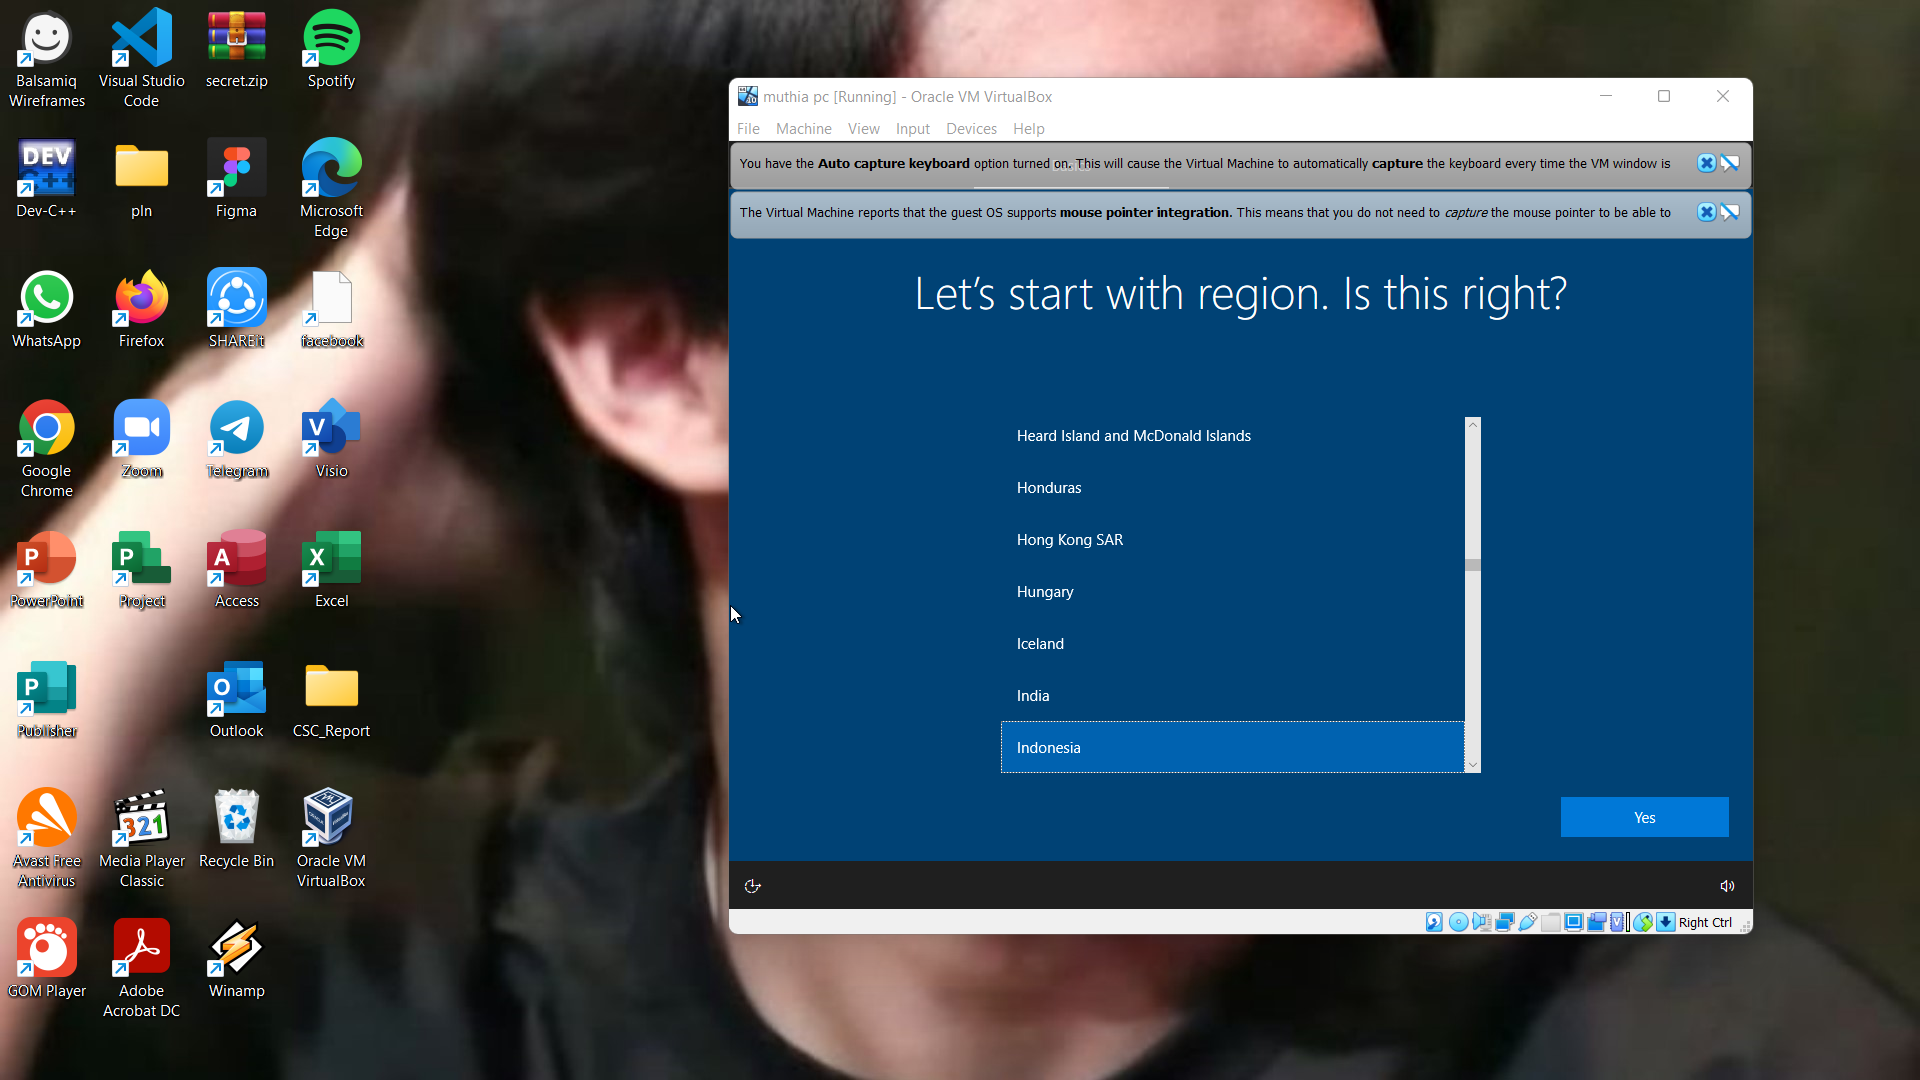 Balsamiq
Wireframes
Visual Studio
Code
secret.zip
Spotify
DEV
C++
Dev-C++
pln
Figma
Microsoft
Edge
WhatsApp
Firefox
SHAREit
facebook
Google
Chrome
Zoom
Telegram
V
Visio
P
PowerPoint
P
Project
A
Access
X
Excel
P
Publisher
O
Outlook
CSC_Report
Avast Free
Antivirus
321
Media Player
Classic
Recycle Bin
Oracle VM
VirtualBox
GOM Player
Adobe
Acrobat DC
Winamp
muthia pc [Running] - Oracle VM VirtualBox
File Machine View Input Devices Help
You have the Auto capture keyboard option turned on. This will cause the Virtual Machine to automatically capture the keyboard every time the VM window is
Basics
The Virtual Machine reports that the guest OS supports mouse pointer integration. This means that you do not need to capture the mouse pointer to be able to
Let's start with region. Is this right?
Heard Island and McDonald Islands
Honduras
Hong Kong SAR
Hungary
Iceland
India
Indonesia
Yes
Right Ctrl